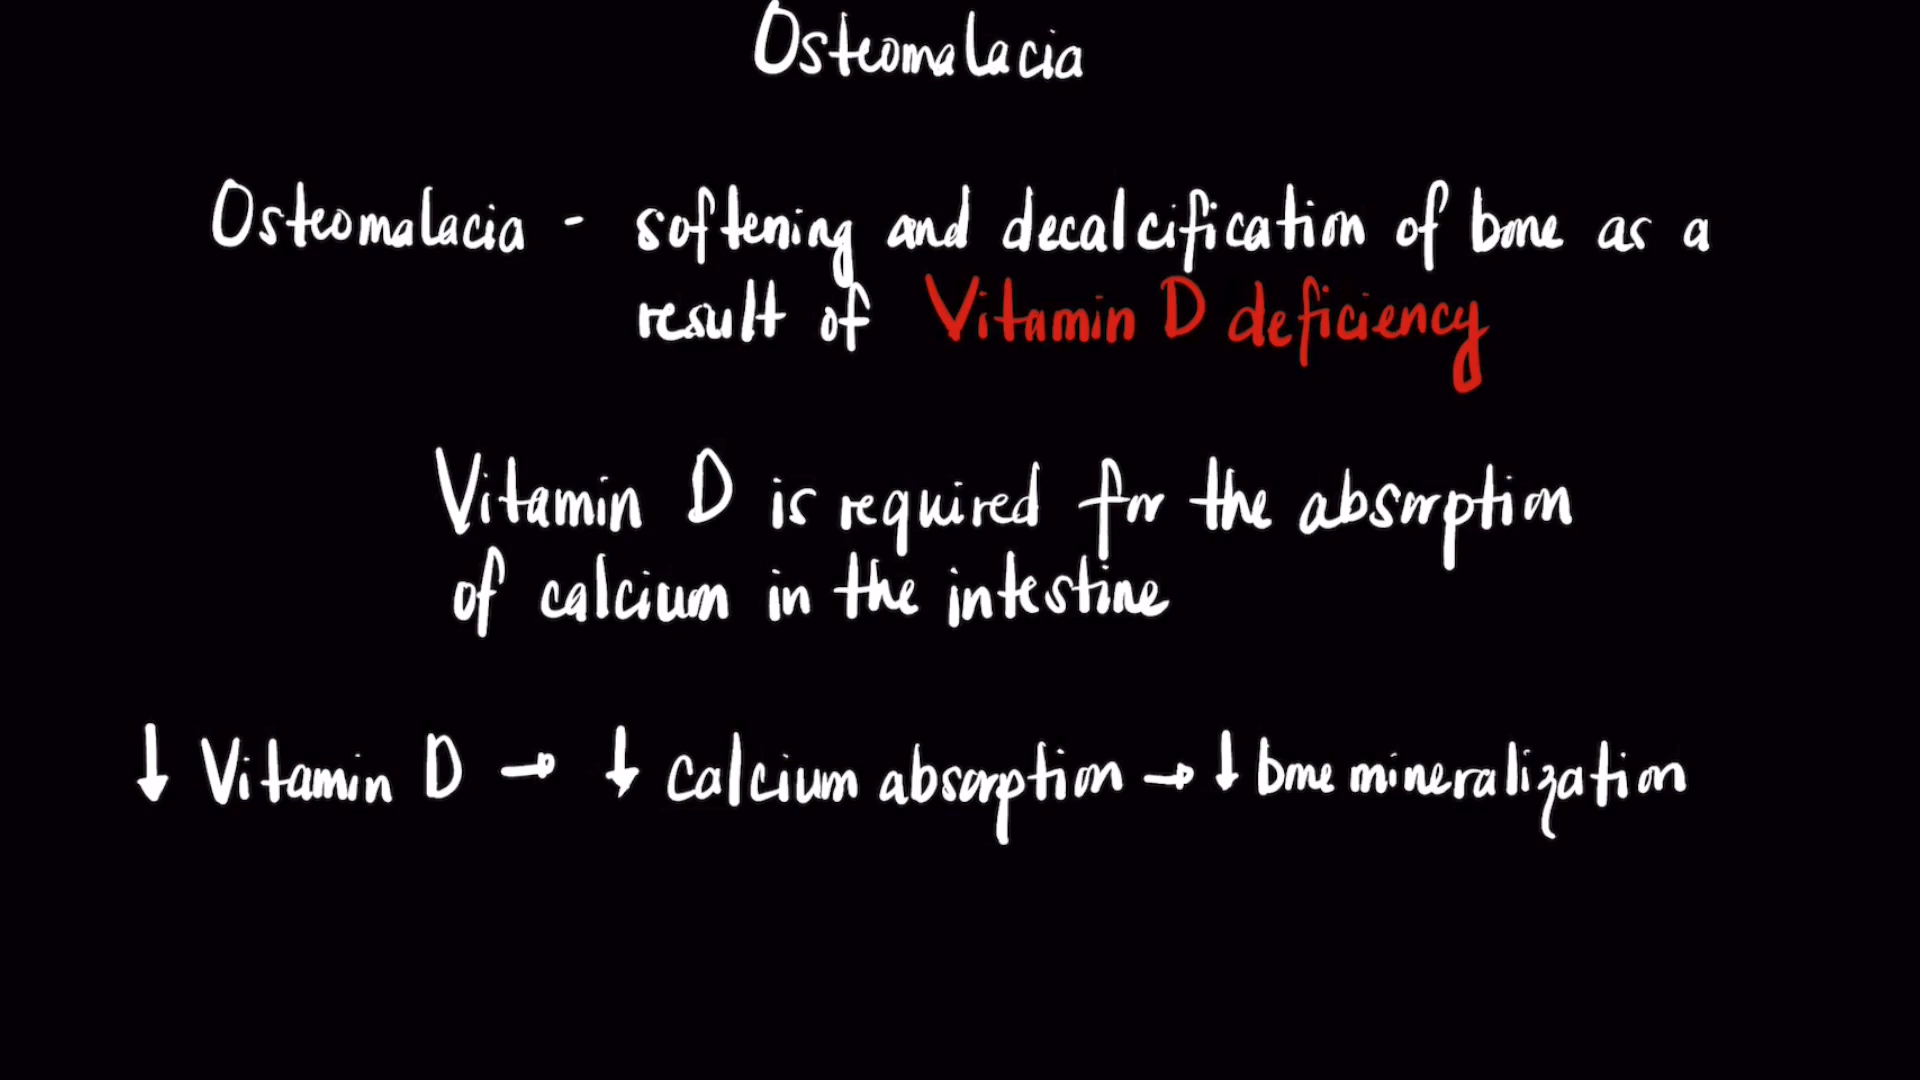 Osteomalacia
Osteomalacia - softening and decalcification of bone as a
result of Vitamin D deficiency
Vitamin D is required for the absorption
of calcium in the intestine
↓ Vitamin D → ↓ calcium absorption → ↓ bone mineralization